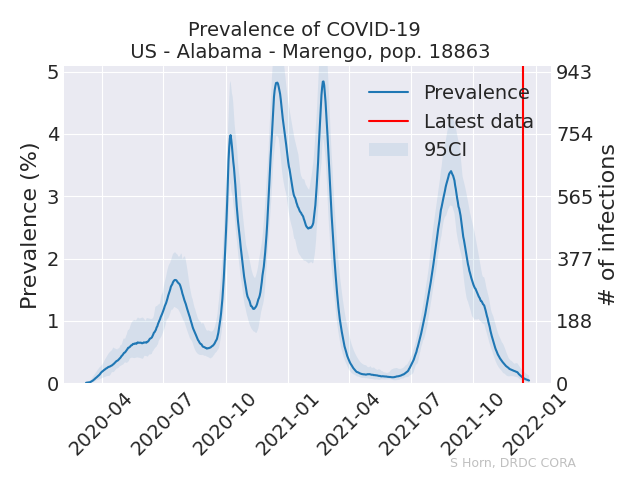 Prevalence of COVID-19
US - Alabama - Marengo, pop. 18863
Prevalence (%)
5
4
3
2
1
0
943
754
565
377
188
0
# of infections
Prevalence
Latest data
95CI
2020-04
2020-07
2020-10
2021-01
2021-04
2021-07
2021-10
2022-01
S Horn, DRDC CORA